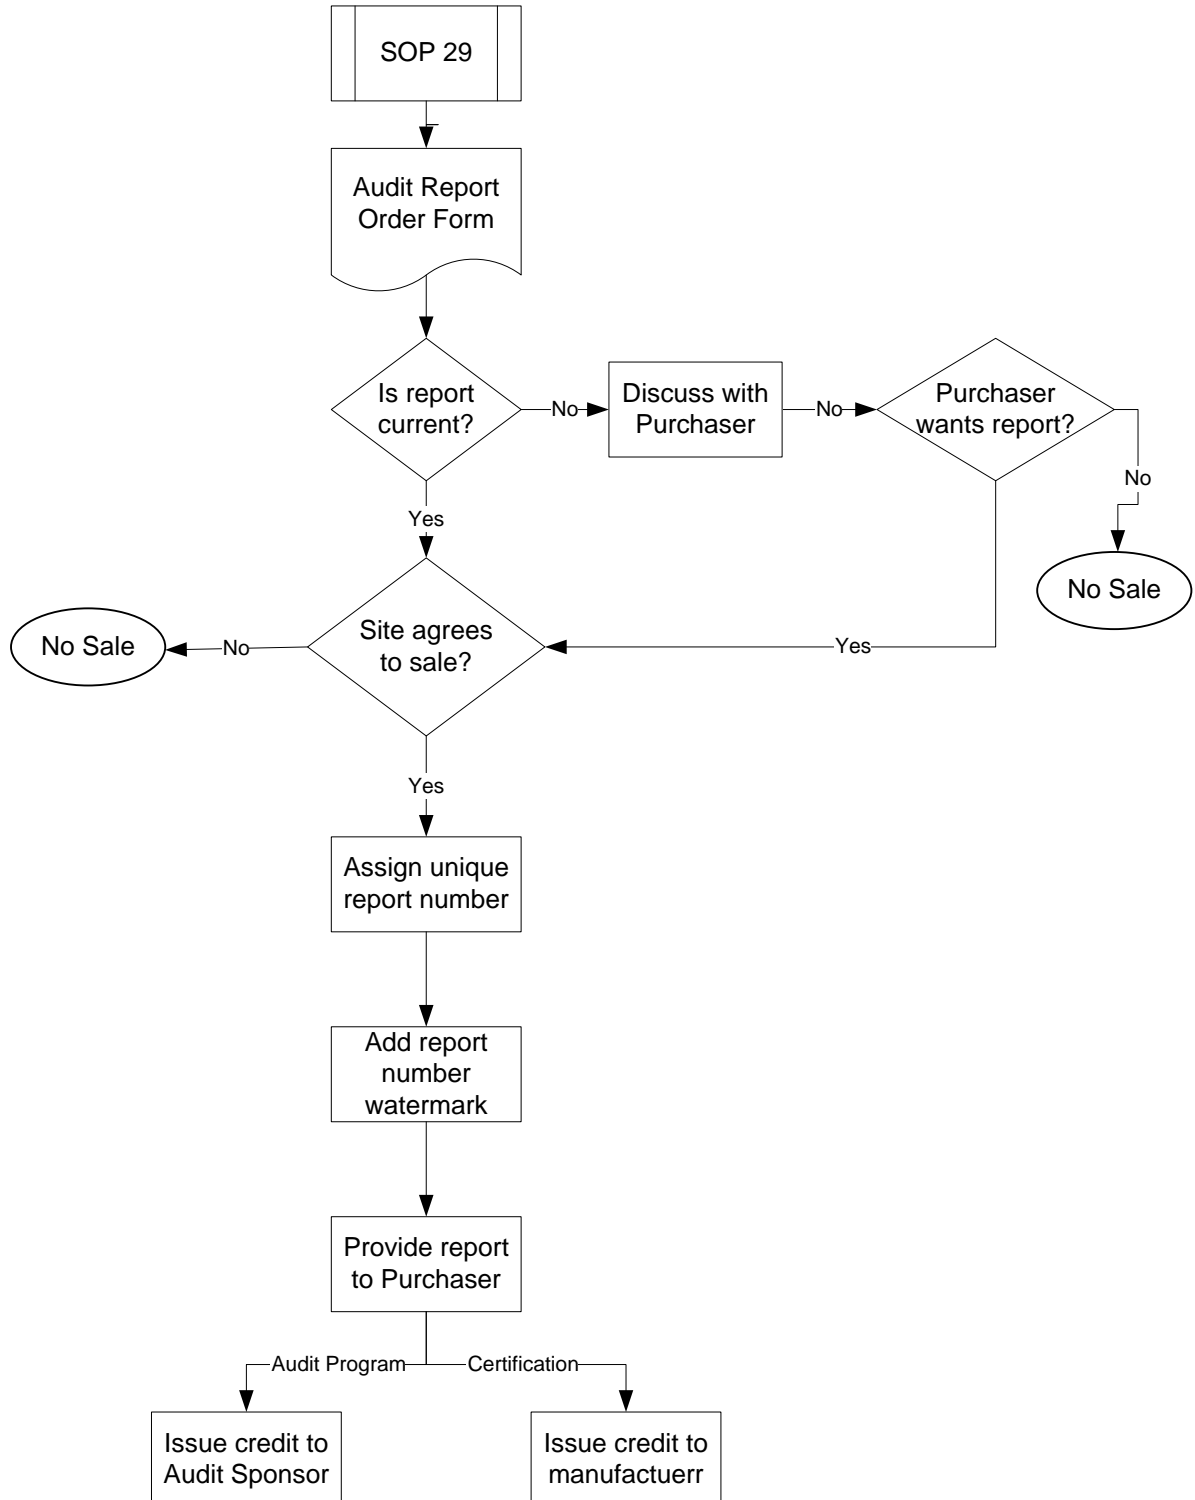 SOP 29
Audit Report
Order Form
Is report
current?
No
Discuss with
Purchaser
No
Purchaser
wants report?
No
Yes
No Sale
Site agrees
to sale?
No
No Sale
Yes
Yes
Assign unique
report number
Add report
number
watermark
Provide report
to Purchaser
Audit Program
Certification
Issue credit to
Audit Sponsor
Issue credit to
manufactuerr